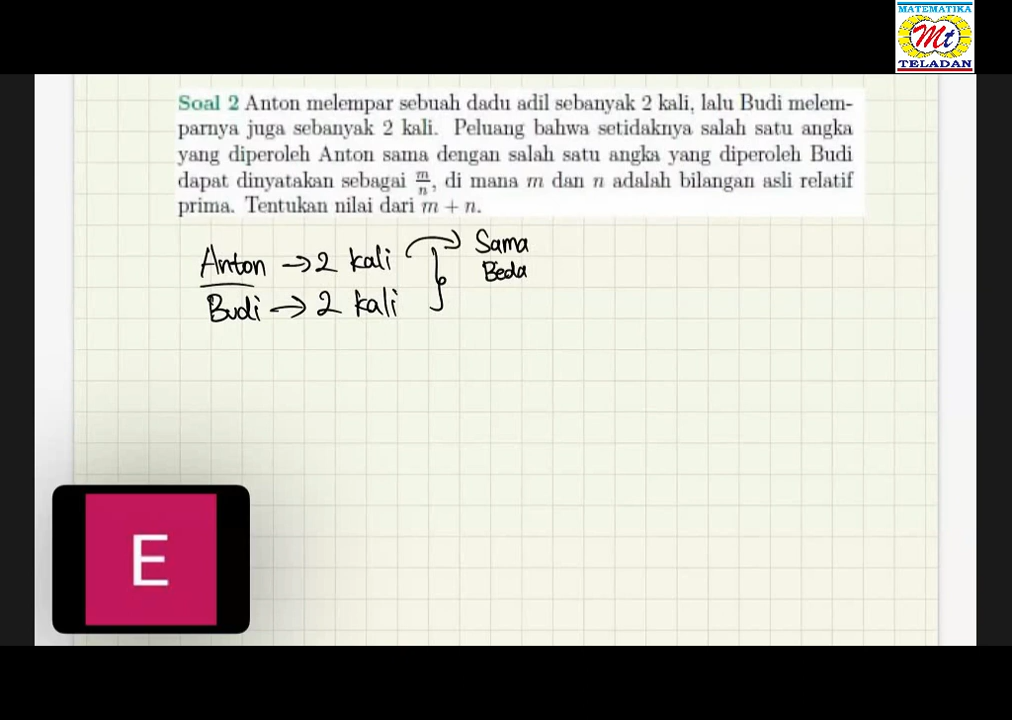 MATEMATIKA
Mt
TELADAN
Soal 2 Anton melempar sebuah dadu adil sebanyak 2 kali, lalu Budi melem-
parnya juga sebanyak 2 kali. Peluang bahwa setidaknya salah satu angka
yang diperoleh Anton sama dengan salah satu angka yang diperoleh Budi
dapat dinyatakan sebagai m/n, di mana m dan n adalah bilangan asli relatif
prima. Tentukan nilai dari m + n.
Anton → 2 kali → Sama
Beda
Budi → 2 kali
E